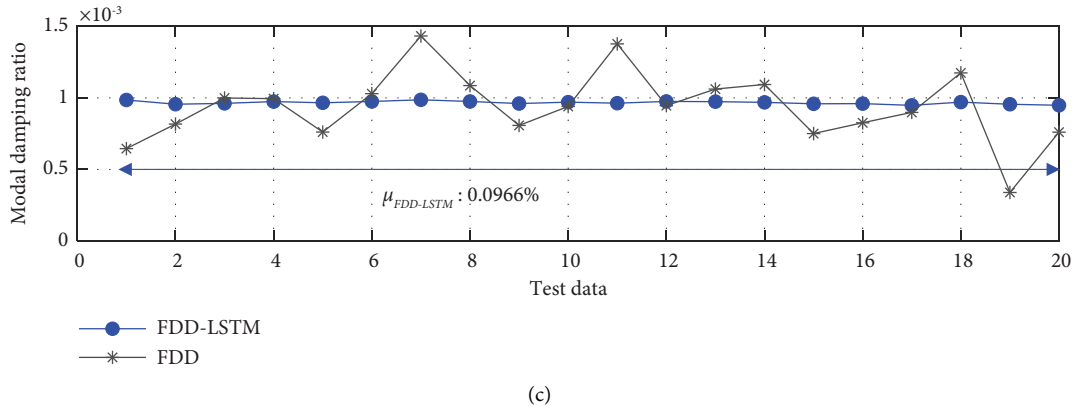 ×10⁻³
1.5
1
0.5
0
Modal damping ratio
μFDD-LSTM : 0.0966%
0 2 4 6 8 10 12 14 16 18 20
Test data
FDD-LSTM
FDD
(c)